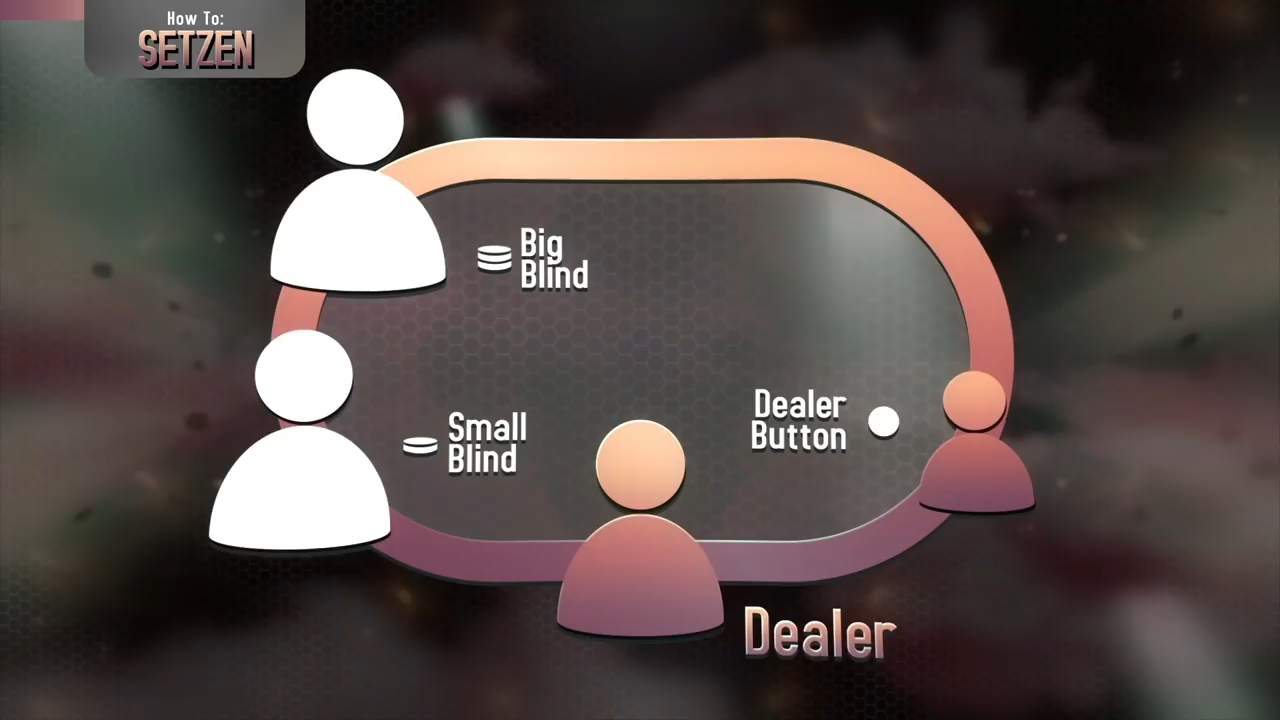 How To:
SETZEN
Big
Blind
Small
Blind
Dealer
Button
Dealer